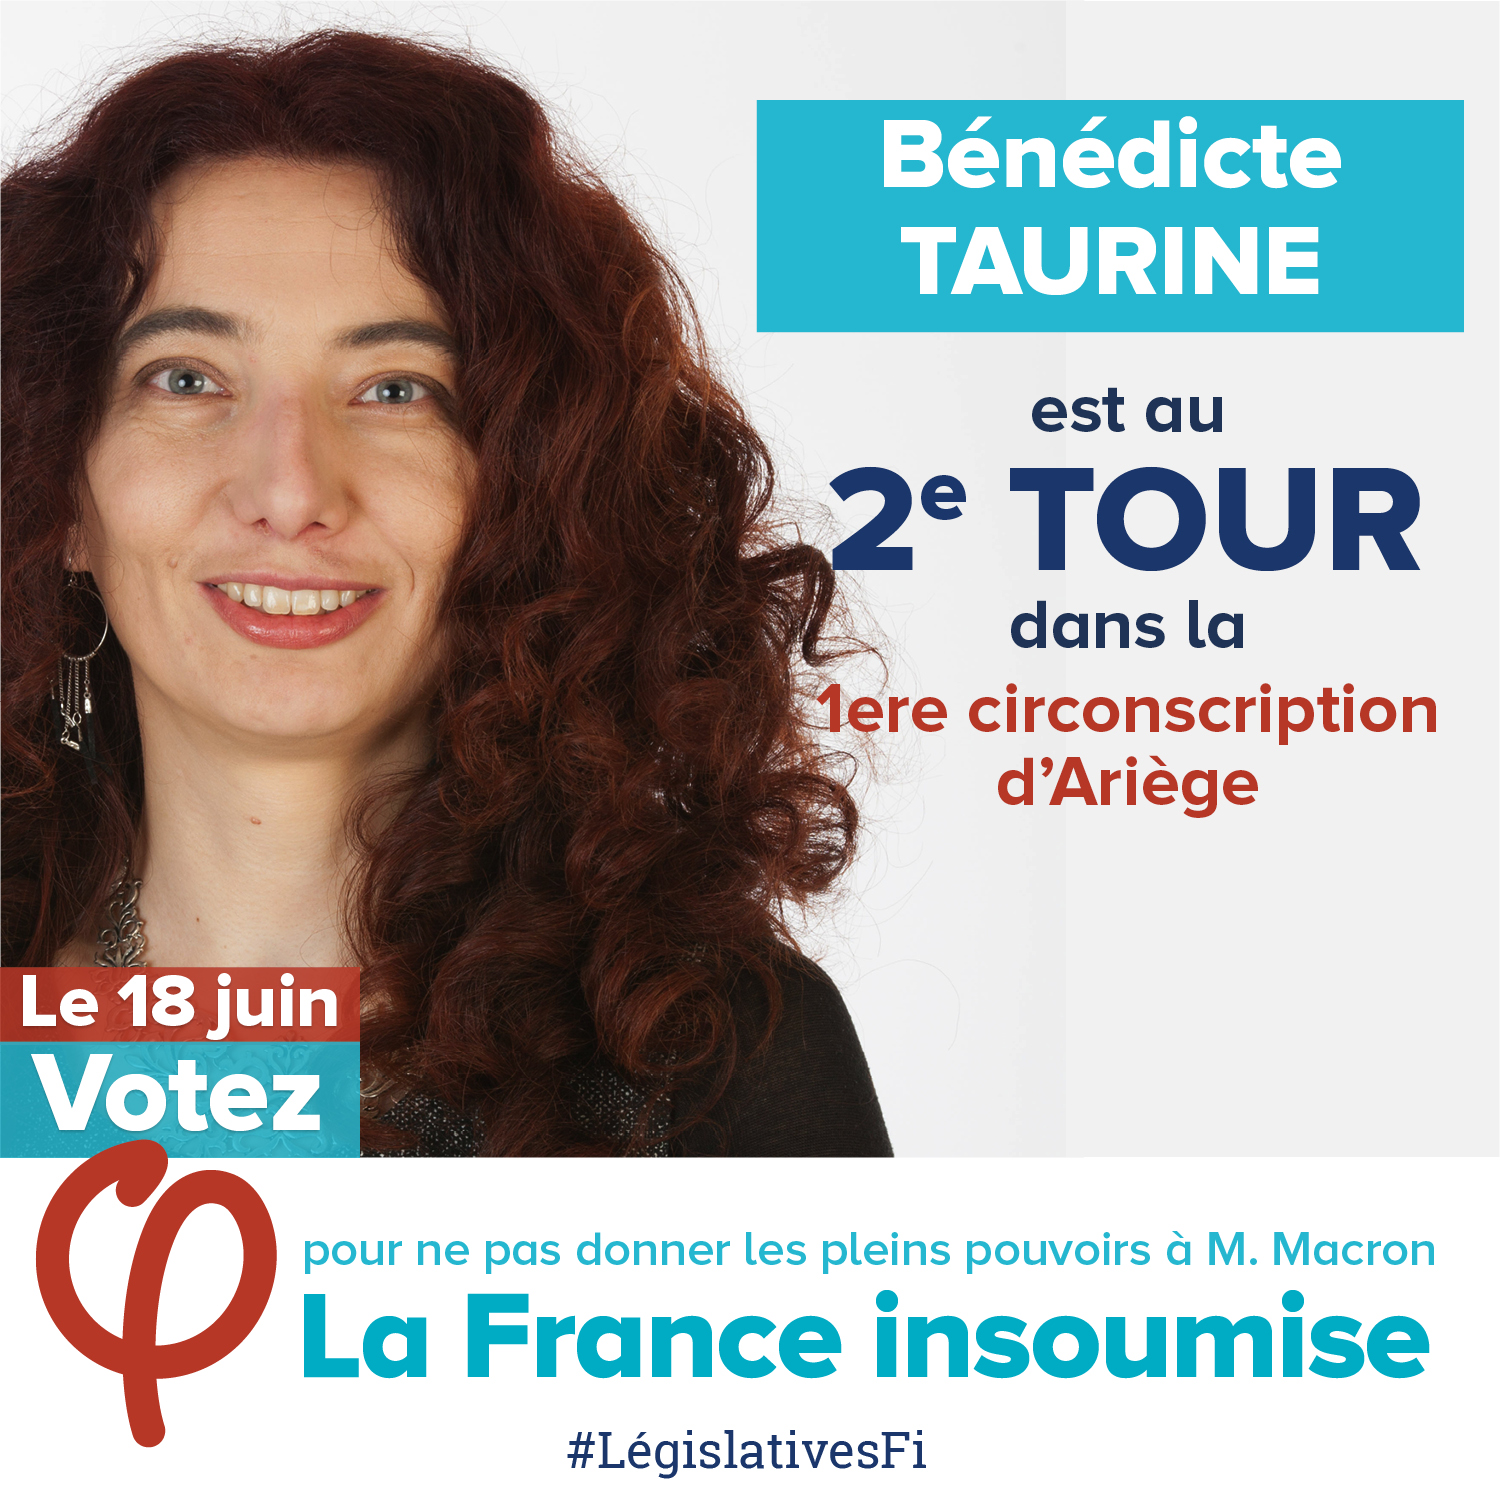 Bénédicte
TAURINE
est au
2e TOUR
dans la
1ere circonscription
d'Ariège
Le 18 juin
Votez
φ
pour ne pas donner les pleins pouvoirs à M. Macron
La France insoumise
#LégislativesFi